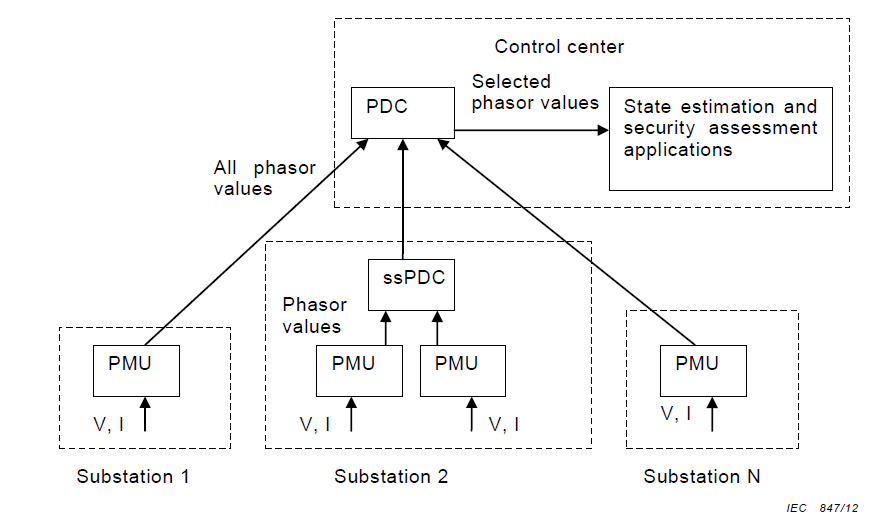 Control center
PDC
Selected
phasor values
State estimation and
security assessment
applications
All phasor
values
ssPDC
Phasor
values
PMU
PMU
PMU
PMU
V, I
V, I
V, I
V, I
Substation 1
Substation 2
Substation N
IEC 847/12